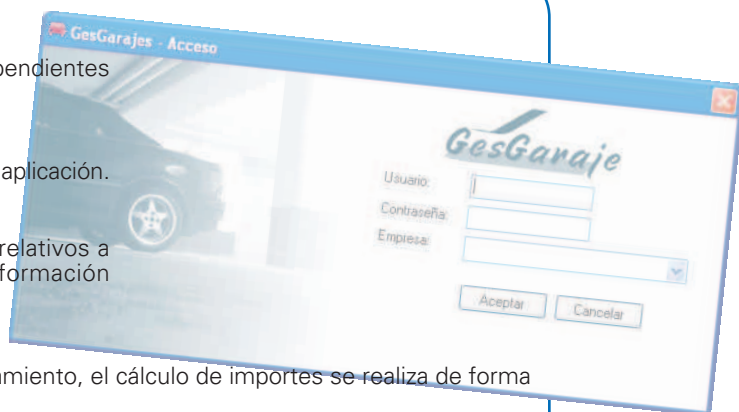 GesGarajes - Acceso
pendientes
GesGaraje
aplicación.
Usuario:
Contraseña:
Empresa:
relativos a
formación
Aceptar
Cancelar
amiento, el cálculo de importes se realiza de forma